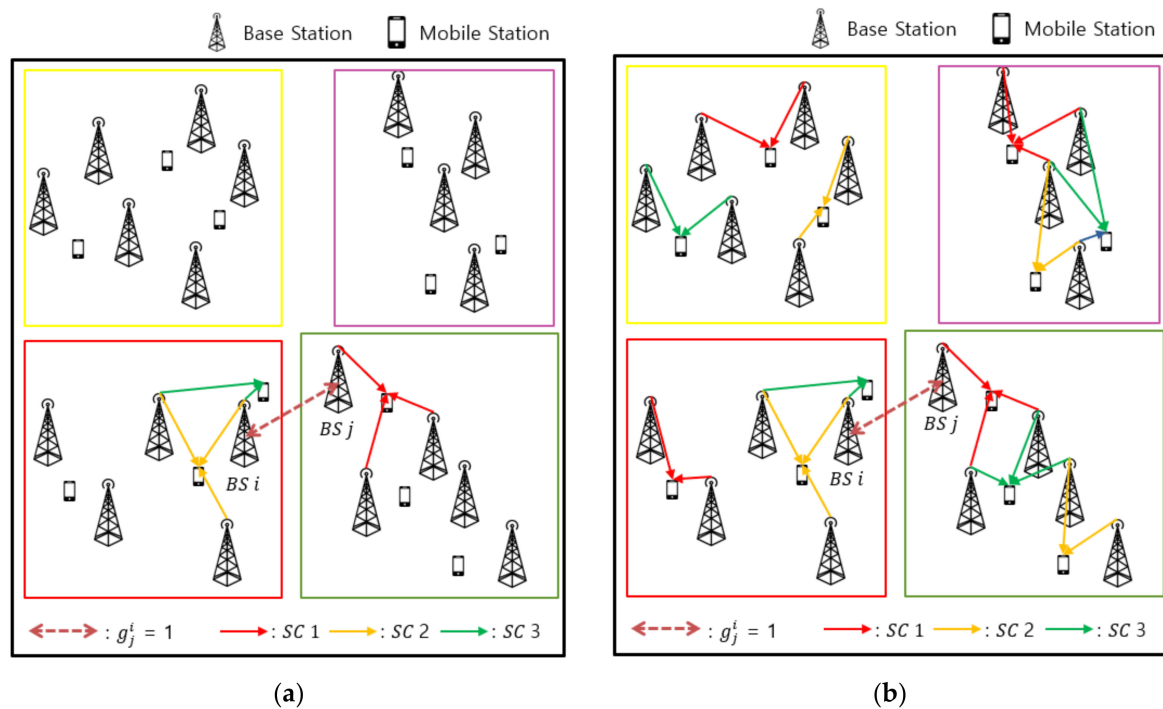 Base Station Mobile Station
Base Station Mobile Station
BS j
BS i
: g_j^i = 1 : SC 1 : SC 2 : SC 3
BS j
BS i
: g_j^i = 1 : SC 1 : SC 2 : SC 3
(a)
(b)